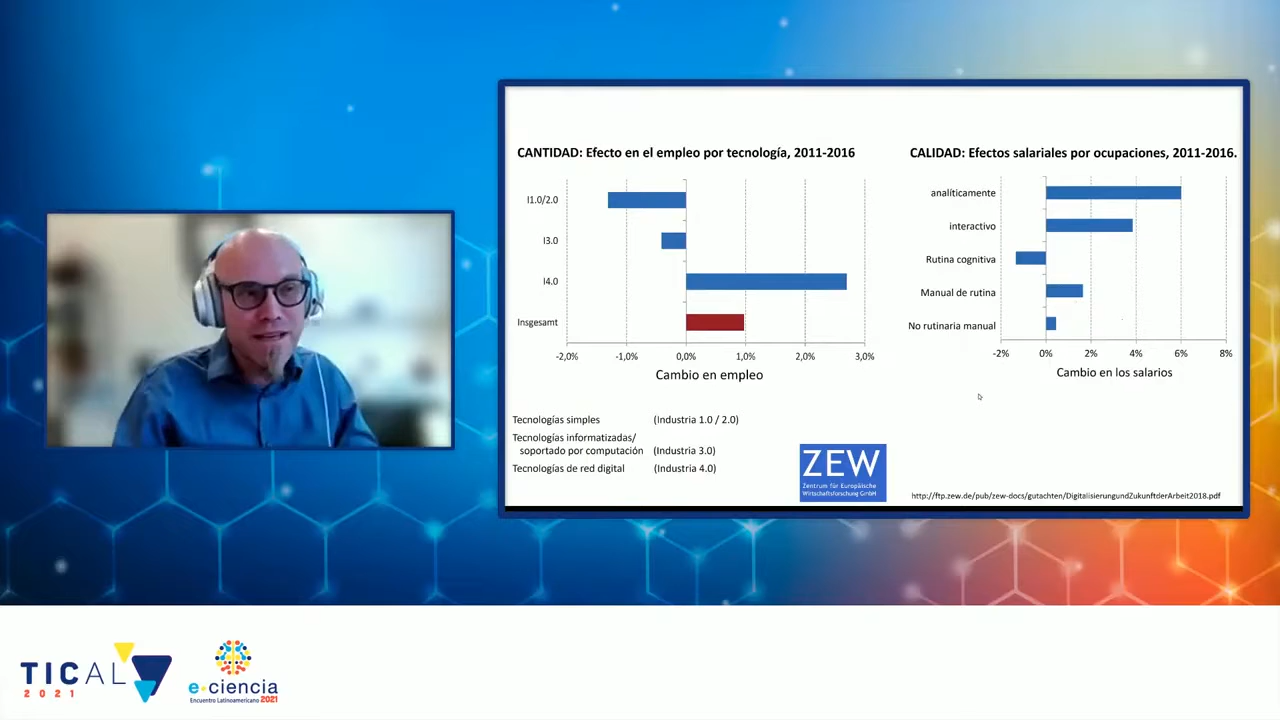 CANTIDAD: Efecto en el empleo por tecnología, 2011-2016
I1.0/2.0
I3.0
I4.0
Insgesamt
-2,0%
-1,0%
0,0%
1,0%
2,0%
3,0%
Cambio en empleo
CALIDAD: Efectos salariales por ocupaciones, 2011-2016.
analíticamente
interactivo
Rutina cognitiva
Manual de rutina
No rutinaria manual
-2%
0%
2%
4%
6%
8%
Cambio en los salarios
Tecnologías simples (Industria 1.0 / 2.0)
Tecnologías informatizadas/
soportado por computación (Industria 3.0)
Tecnologías de red digital (Industria 4.0)
ZEW
Zentrum für Europäische
Wirtschaftsforschung GmbH
http://ftp.zew.de/pub/zew-docs/gutachten/DigitalisierungundZukunftderArbeit2018.pdf
TICAL
2021
e-ciencia
Encuentro Latinoamericano 2021